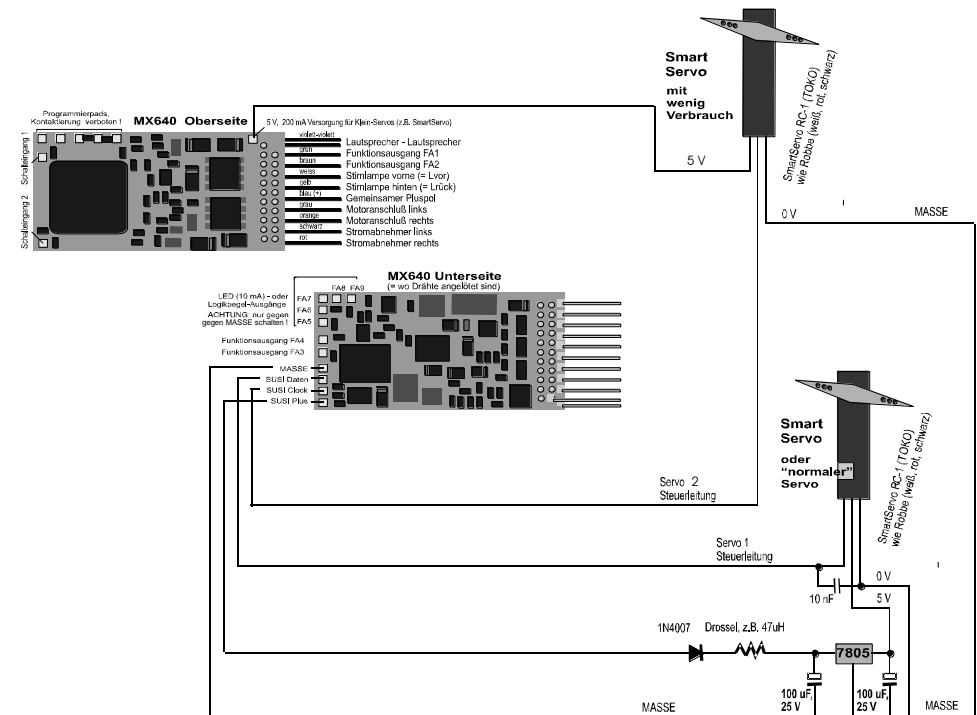 Smart
Servo
mit
wenig
Verbrauch
SmartServo RC-1 (TOKO)
wie Robbe (weiß, rot, schwarz)
Programmierpads,
Kontaktierung verboten !
MX640 Oberseite
5 V, 200 mA Versorgung für Klein-Servos (z.B. SmartServo)
Schalteingang 1
Schalteingang 2
violett-violett
Lautsprecher - Lautsprecher
grün
Funktionsausgang FA1
braun
Funktionsausgang FA2
weiss
Stirnlampe vorne (= Lvor)
gelb
Stirnlampe hinten (= Lrück)
blau (+)
Gemeinsamer Pluspol
grau
Motoranschluß links
orange
Motoranschluß rechts
schwarz
Stromabnehmer links
rot
Stromabnehmer rechts
5 V
0 V
MASSE
MX640 Unterseite
(= wo Drähte angelötet sind)
FA8 FA9
LED (10 mA) - oder
Logikpegel-Ausgänge
ACHTUNG: nur gegen
gegen MASSE schalten !
FA7
FA6
FA5
Funktionsausgang FA4
Funktionsausgang FA3
MASSE
SUSI Daten
SUSI Clock
SUSI Plus
Smart
Servo
oder
“normaler”
Servo
SmartServo RC-1 (TOKO)
wie Robbe (weiß, rot, schwarz)
Servo 2
Steuerleitung
Servo 1
Steuerleitung
10 nF
0 V
5 V
1N4007
Drossel, z.B. 47uH
7805
100 uF,
25 V
100 uF,
25 V
MASSE
MASSE